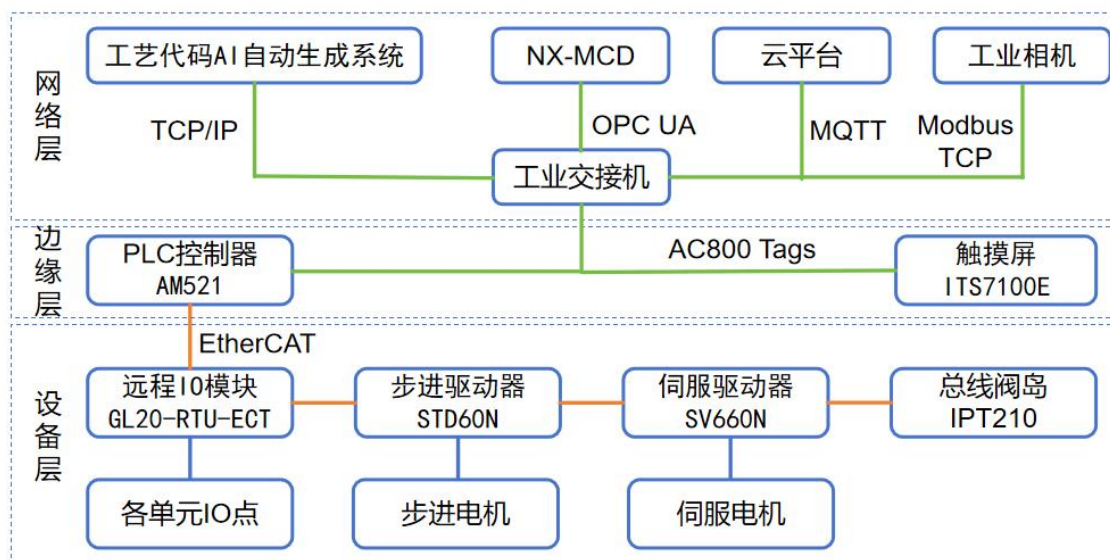 网络层
工艺代码AI自动生成系统
NX-MCD
云平台
工业相机
TCP/IP
OPC UA
MQTT
Modbus
TCP
工业交接机
边缘层
PLC控制器
AM521
AC800 Tags
触摸屏
ITS7100E
EtherCAT
设备层
远程IO模块
GL20-RTU-ECT
步进驱动器
STD60N
伺服驱动器
SV660N
总线阀岛
IPT210
各单元IO点
步进电机
伺服电机